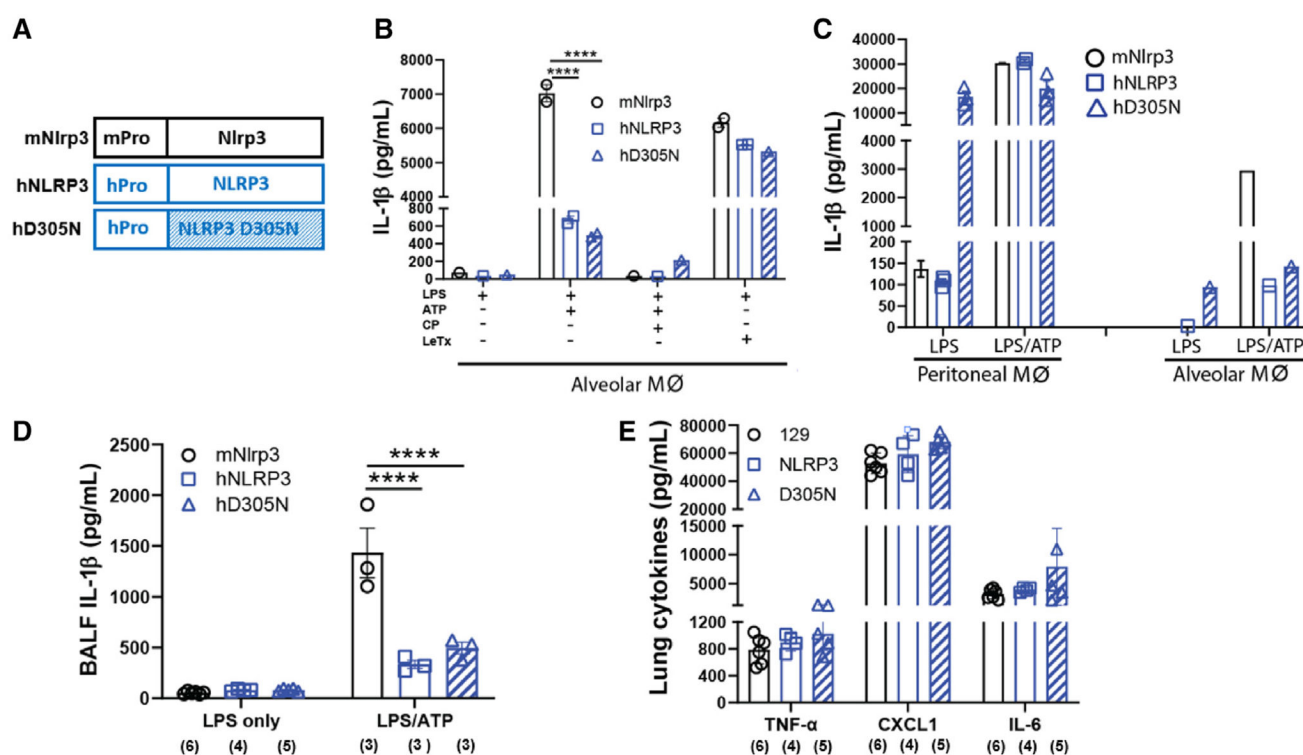 A
mNlrp3 mPro Nlrp3
hNLRP3 hPro NLRP3
hD305N hPro NLRP3 D305N
B
IL-1β (pg/mL)
8000
7000
6000
5000
4000
800
600
400
200
0
**** 
****
mNlrp3
hNLRP3
hD305N
LPS + + + +
ATP - + + -
CP - - + -
LeTx - - - +
Alveolar MØ
C
IL-1β (pg/mL)
40000
30000
20000
10000
4000
3000
2000
1000
150
100
50
0
mNlrp3
hNLRP3
hD305N
LPS LPS/ATP LPS LPS/ATP
Peritoneal MØ Alveolar MØ
D
BALF IL-1β (pg/mL)
2500
2000
1500
1000
500
0
mNlrp3
hNLRP3
hD305N
****
****
LPS only LPS/ATP
(6) (4) (5) (3) (3) (3)
E
Lung cytokines (pg/mL)
80000
60000
40000
20000
15000
10000
5000
1200
800
400
0
129
NLRP3
D305N
TNF-α CXCL1 IL-6
(6) (4) (5) (6) (4) (5) (6) (4) (5)